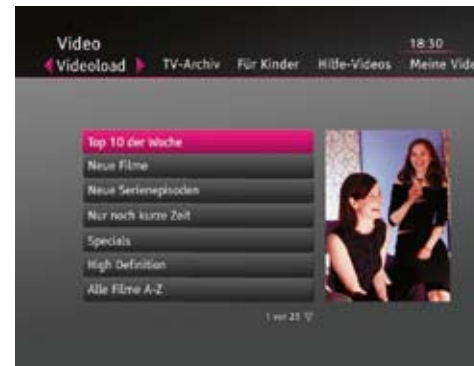 Video
18:30
Videoload TV-Archiv Für Kinder Hilfe-Videos Meine Vide
Top 10 der Woche
Neue Filme
Neue Serienepisoden
Nur noch kurze Zeit
Specials
High Definition
Alle Filme A-Z
1 von 25